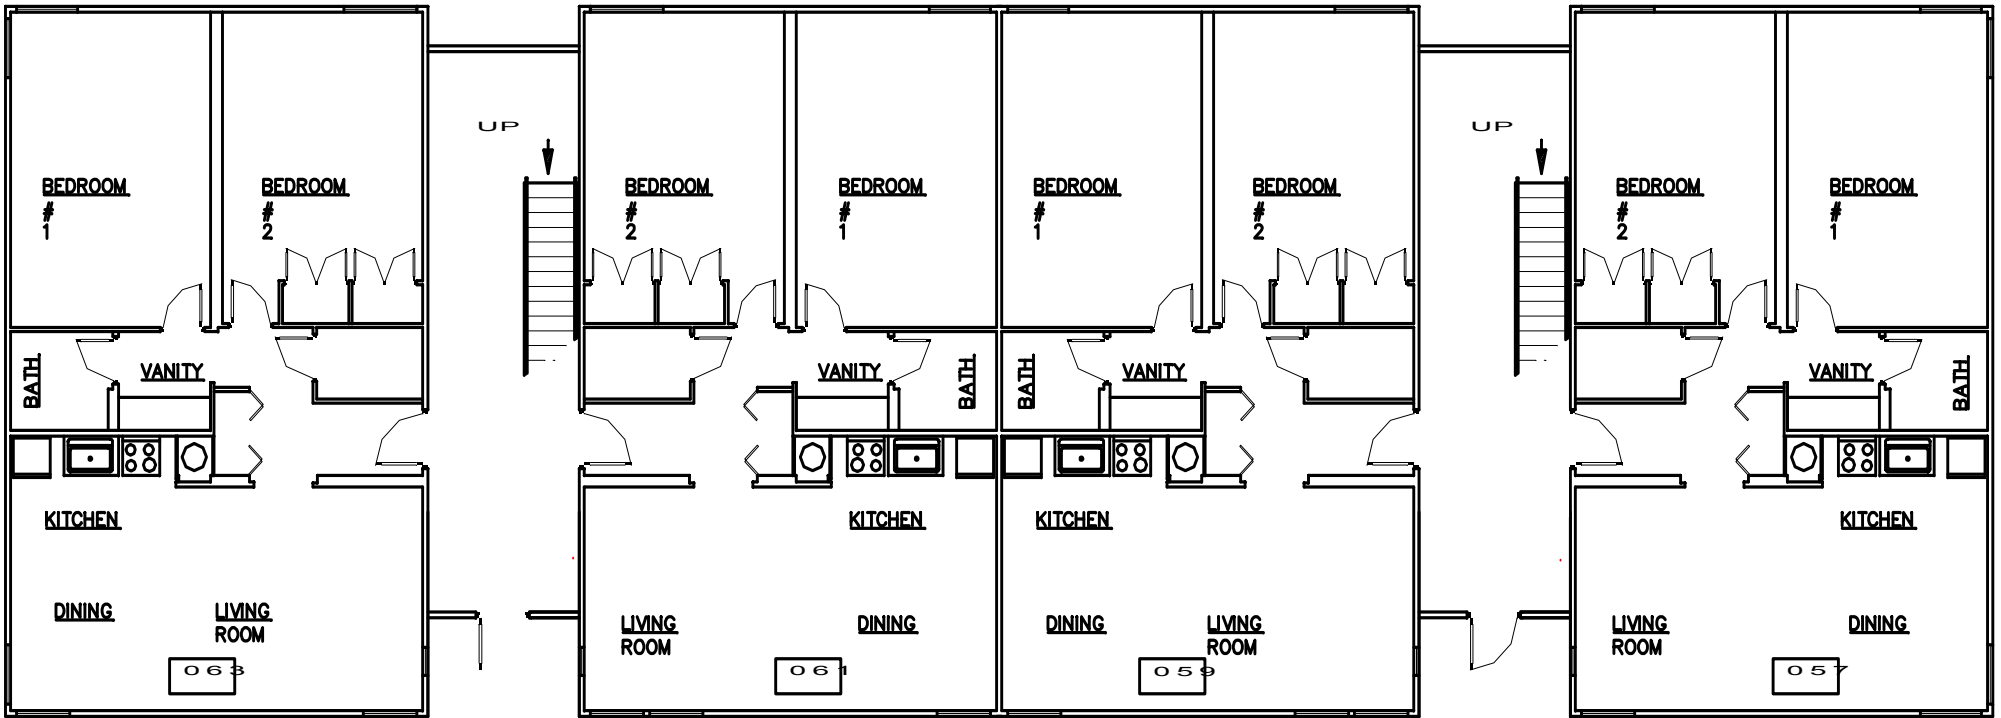 UP
UP
BEDROOM
#
1
BEDROOM
#
2
BEDROOM
#
2
BEDROOM
#
1
BEDROOM
#
1
BEDROOM
#
2
BEDROOM
#
2
BEDROOM
#
1
BATH
VANITY
VANITY
BATH
BATH
VANITY
VANITY
BATH
KITCHEN
KITCHEN
KITCHEN
KITCHEN
DINING
LIVING
ROOM
LIVING
ROOM
DINING
DINING
LIVING
ROOM
LIVING
ROOM
DINING
063
061
059
057